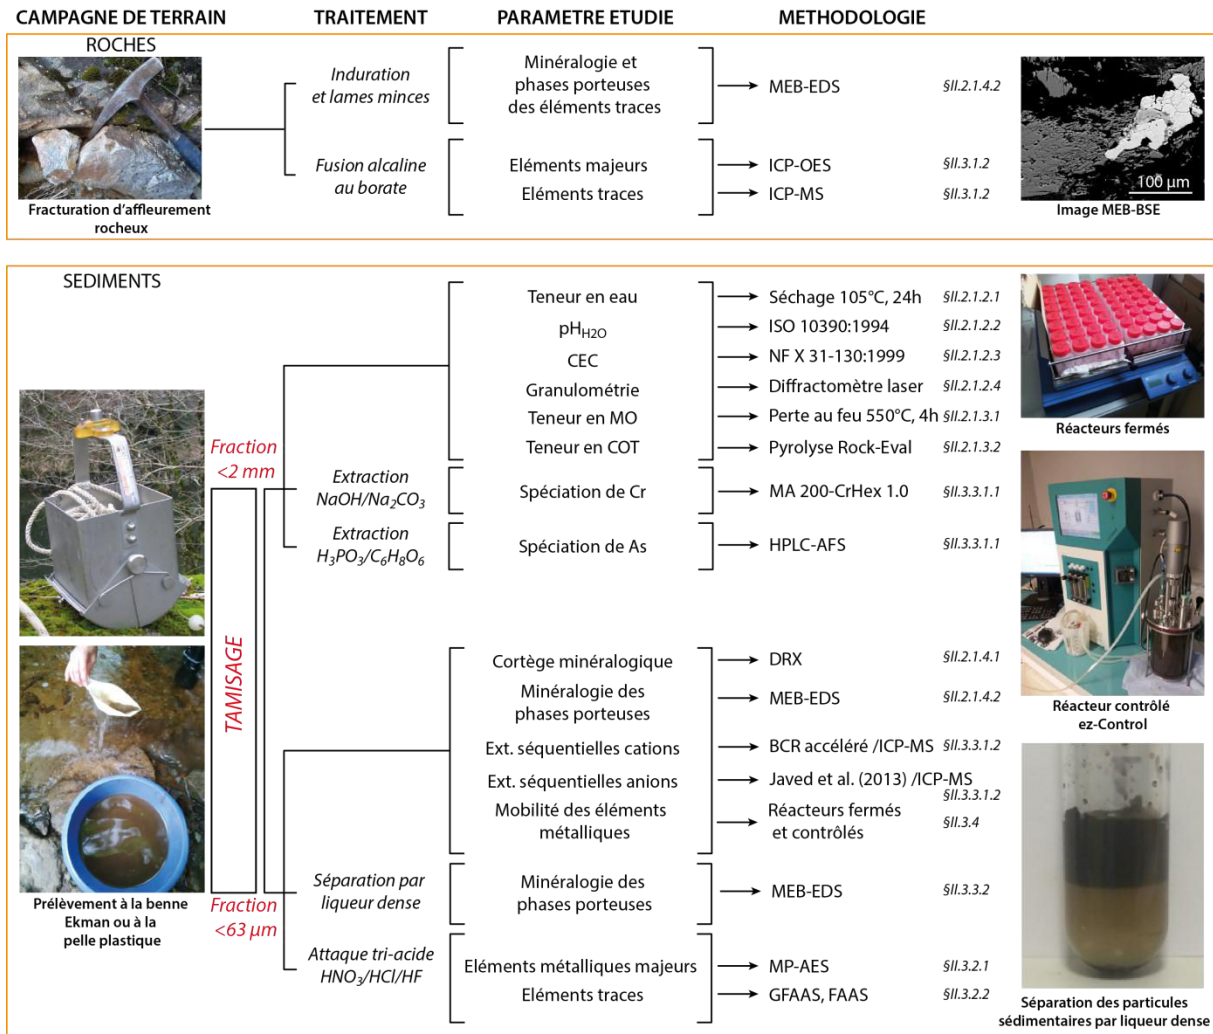 CAMPAGNE DE TERRAIN TRAITEMENT PARAMETRE ETUDIE METHODOLOGIE
ROCHES
Induration
et lames minces
Minéralogie et
phases porteuses
des éléments traces
MEB-EDS §II.2.1.4.2
Fusion alcaline
au borate
Eléments majeurs ICP-OES §II.3.1.2
Eléments traces ICP-MS §II.3.1.2
100 µm
Fracturation d'affleurement
rocheux
Image MEB-BSE
SEDIMENTS
Teneur en eau Séchage 105°C, 24h §II.2.1.2.1
pHH2O ISO 10390:1994 §II.2.1.2.2
CEC NF X 31-130:1999 §II.2.1.2.3
Granulométrie Diffractomètre laser §II.2.1.2.4
Teneur en MO Perte au feu 550°C, 4h §II.2.1.3.1
Teneur en COT Pyrolyse Rock-Eval §II.2.1.3.2
Réacteurs fermés
Fraction
<2 mm
Extraction
NaOH/Na2CO3
Spéciation de Cr MA 200-CrHex 1.0 §II.3.3.1.1
Extraction
H3PO3/C6H8O6
Spéciation de As HPLC-AFS §II.3.3.1.1
TAMISAGE
Cortège minéralogique DRX §II.2.1.4.1
Minéralogie des
phases porteuses
MEB-EDS §II.2.1.4.2
Réacteur contrôlé
ez-Control
Ext. séquentielles cations BCR accéléré /ICP-MS §II.3.3.1.2
Ext. séquentielles anions Javed et al. (2013) /ICP-MS
§II.3.3.1.2
Mobilité des éléments
métalliques
Réacteurs fermés
et contrôlés
§II.3.4
Prélèvement à la benne
Ekman ou à la
pelle plastique
Fraction
<63 µm
Séparation par
liqueur dense
Minéralogie des
phases porteuses
MEB-EDS §II.3.3.2
Attaque tri-acide
HNO3/HCl/HF
Eléments métalliques majeurs MP-AES §II.3.2.1
Eléments traces GFAAS, FAAS §II.3.2.2
Séparation des particules
sédimentaires par liqueur dense